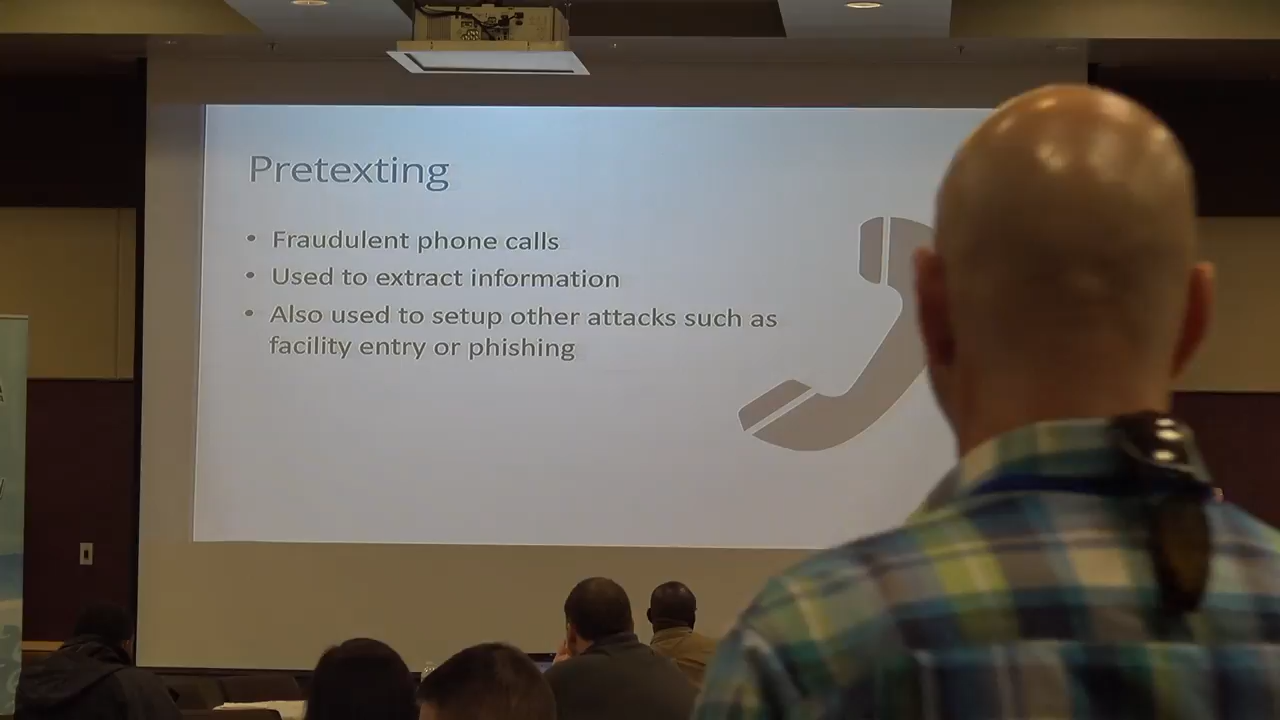 Pretexting
• Fraudulent phone calls
• Used to extract information
• Also used to setup other attacks such as
facility entry or phishing